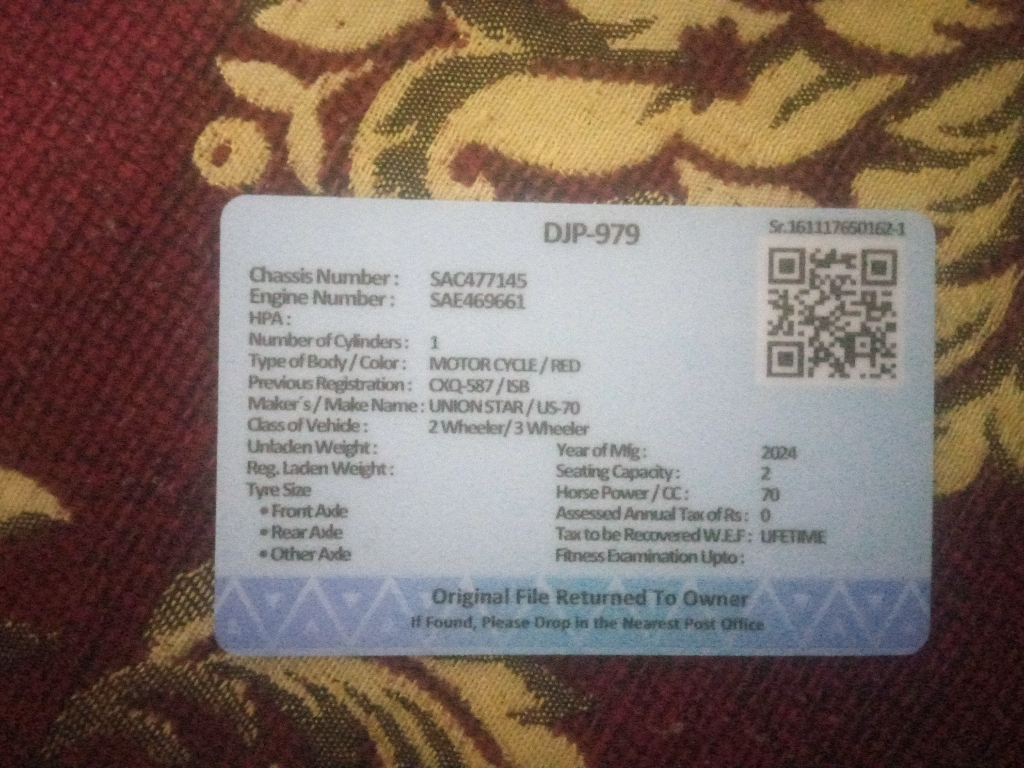 DJP-979
Sr.161117650162-1
Chassis Number : SAC477145
Engine Number : SAE469661
HPA :
Number of Cylinders : 1
Type of Body / Color : MOTOR CYCLE / RED
Previous Registration : CXQ-587 / ISB
Maker´s / Make Name : UNION STAR / US-70
Class of Vehicle : 2 Wheeler/ 3 Wheeler
Unladen Weight : Year of Mfg : 2024
Reg. Laden Weight : Seating Capacity : 2
Tyre Size Horse Power / CC : 70
• Front Axle Assessed Annual Tax of Rs : 0
• Rear Axle Tax to be Recovered W.E.F : LIFETIME
• Other Axle Fitness Examination Upto :
Original File Returned To Owner
If Found, Please Drop in the Nearest Post Office